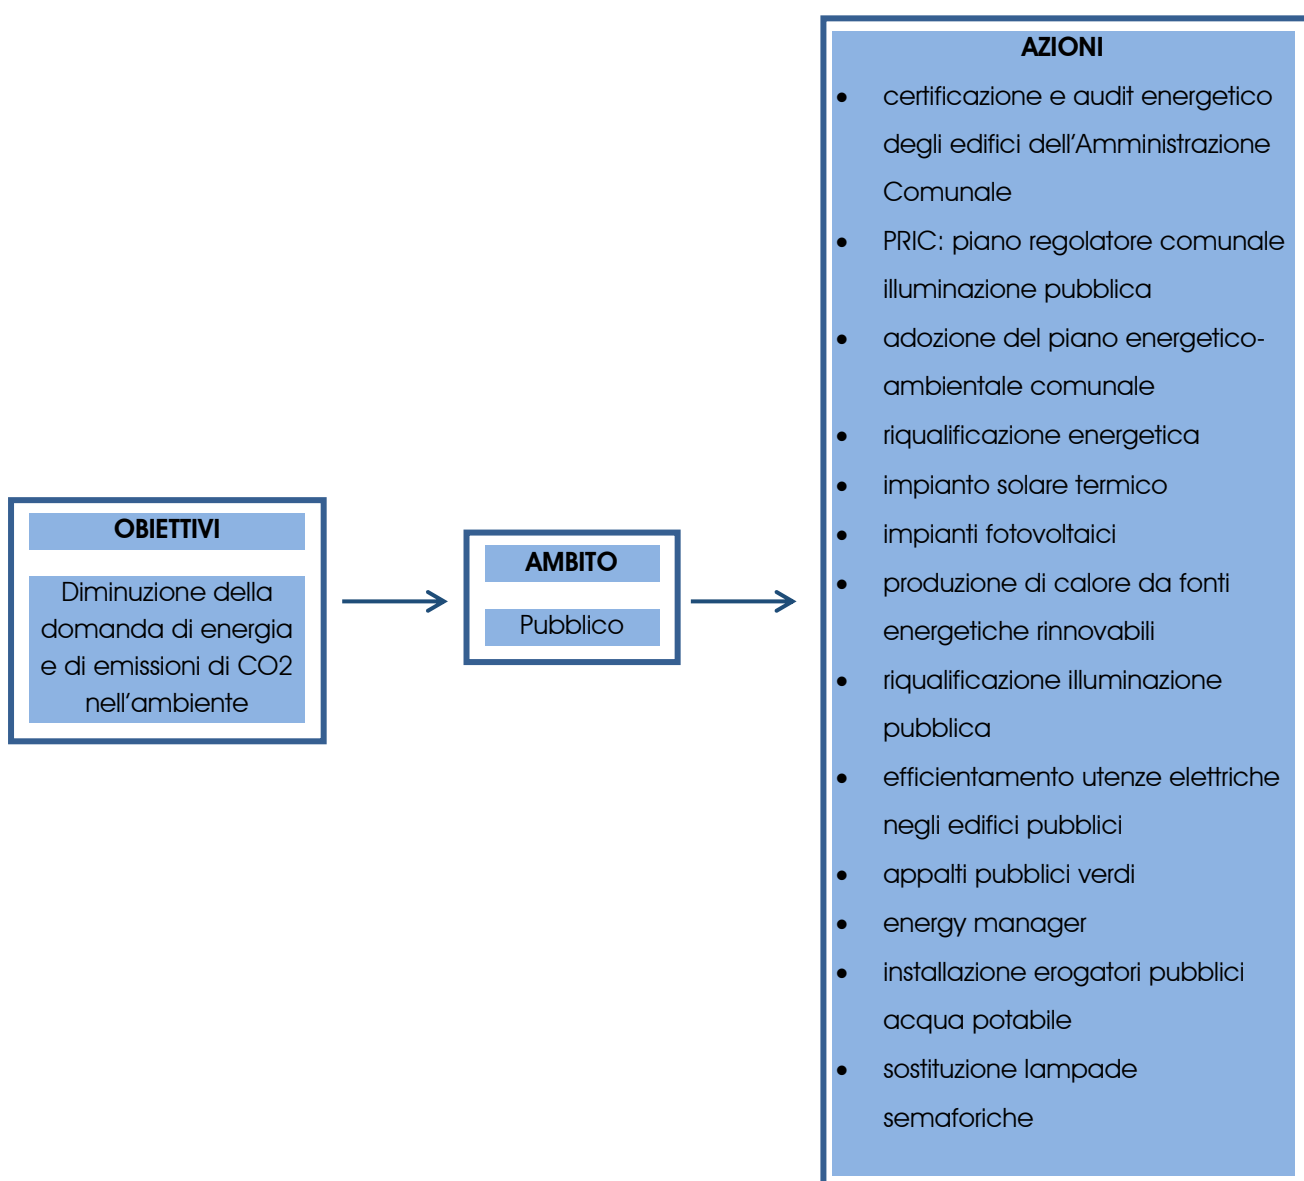 OBIETTIVI
Diminuzione della
domanda di energia
e di emissioni di CO2
nell'ambiente
AMBITO
Pubblico
AZIONI
• certificazione e audit energetico
degli edifici dell'Amministrazione
Comunale
• PRIC: piano regolatore comunale
illuminazione pubblica
• adozione del piano energetico-
ambientale comunale
• riqualificazione energetica
• impianto solare termico
• impianti fotovoltaici
• produzione di calore da fonti
energetiche rinnovabili
• riqualificazione illuminazione
pubblica
• efficientamento utenze elettriche
negli edifici pubblici
• appalti pubblici verdi
• energy manager
• installazione erogatori pubblici
acqua potabile
• sostituzione lampade
semaforiche